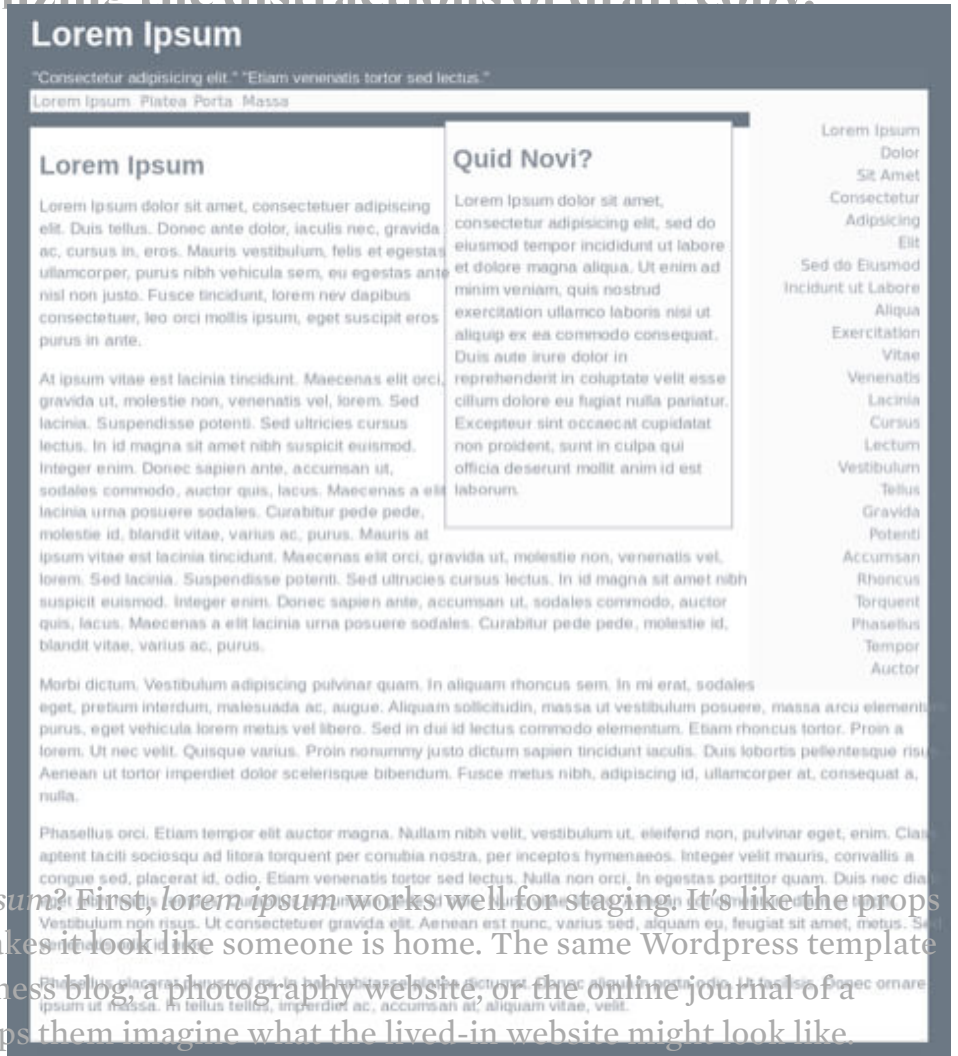 Lorem Ipsum
"Consectetur adipisicing elit." "Etiam venenatis tortor sed lectus."
Lorem Ipsum Platea Porta Massa
Lorem Ipsum
Lorem Ipsum dolor sit amet, consectetuer adipiscing
elit. Duis tellus. Donec ante dolor, iaculis nec, gravida
ac, cursus in, eros. Mauris vestibulum, felis et egestas
ullamcorper, purus nibh vehicula sem, eu egestas ante
nisl non justo. Fusce tincidunt, lorem nev dapibus
consectetuer, leo orci mollis ipsum, eget suscipit eros
purus in ante.
At ipsum vitae est lacinia tincidunt. Maecenas elit orci,
gravida ut, molestie non, venenatis vel, lorem. Sed
lacinia. Suspendisse potenti. Sed ultricies cursus
lectus. In id magna sit amet nibh suspicit euismod.
Integer enim. Donec sapien ante, accumsan ut,
sodales commodo, auctor quis, lacus. Maecenas a elit
lacinia urna posuere sodales. Curabitur pede pede,
molestie id, blandit vitae, varius ac, purus. Mauris at
ipsum vitae est lacinia tincidunt. Maecenas elit orci, gravida ut, molestie non, venenatis vel,
lorem. Sed lacinia. Suspendisse potenti. Sed ultrucies cursus lectus. In id magna sit amet nibh
suspicit euismod. Integer enim. Donec sapien ante, accumsan ut, sodales commodo, auctor
quis, lacus. Maecenas a elit lacinia urna posuere sodales. Curabitur pede pede, molestie id,
blandit vitae, varius ac, purus.
Morbi dictum. Vestibulum adipiscing pulvinar quam. In aliquam rhoncus sem. In mi erat, sodales
eget, pretium interdum, malesuada ac, augue. Aliquam sollicitudin, massa ut vestibulum posuere, massa arcu elementum
purus, eget vehicula lorem metus vel libero. Sed in dui id lectus commodo elementum. Etiam rhoncus tortor. Proin a
lorem. Ut nec velit. Quisque varius. Proin nonummy justo dictum sapien tincidunt iaculis. Duis lobortis pellentesque risus.
Aenean ut tortor imperdiet dolor scelerisque bibendum. Fusce metus nibh, adipiscing id, ullamcorper at, consequat a,
nulla.
Phasellus orci. Etiam tempor elit auctor magna. Nullam nibh velit, vestibulum ut, eleifend non, pulvinar eget, enim. Class
aptent taciti sociosqu ad litora torquent per conubia nostra, per inceptos hymenaeos. Integer velit mauris, convallis a
congue sed, placerat id, odio. Etiam venenatis tortor sed lectus. Nulla non orci. In egestas porttitor quam. Duis nec diam
Vestibulum non risus. Ut consectetuer gravida elit. Aenean est nunc, varius sed, aliquam eu, feugiat sit amet, metus. Sed
ipsum ut massa. In tellus tellus, imperdiet ac, accumsan at, aliquam vitae, velit.
Quid Novi?
Lorem Ipsum dolor sit amet,
consectetur adipisicing elit, sed do
eiusmod tempor incididunt ut labore
et dolore magna aliqua. Ut enim ad
minim veniam, quis nostrud
exercitation ullamco laboris nisi ut
aliquip ex ea commodo consequat.
Duis aute irure dolor in
reprehenderit in coluptate velit esse
cillum dolore eu fugiat nulla pariatur.
Excepteur sint occaecat cupidatat
non proident, sunt in culpa qui
officia deserunt mollit anim id est
laborum.
Lorem Ipsum
Dolor
Sit Amet
Consectetur
Adipsicing
Elit
Sed do Eiusmod
Incidunt ut Labore
Aliqua
Exercitation
Vitae
Venenatis
Lacinia
Cursus
Lectum
Vestibulum
Tellus
Gravida
Potenti
Accumsan
Rhoncus
Torquent
Phasellus
Tempor
Auctor
sum? First, lorem ipsum works well for staging. It's like the props
kes it look like someone is home. The same Wordpress template
ness blog, a photography website, or the online journal of a
ps them imagine what the lived-in website might look like.